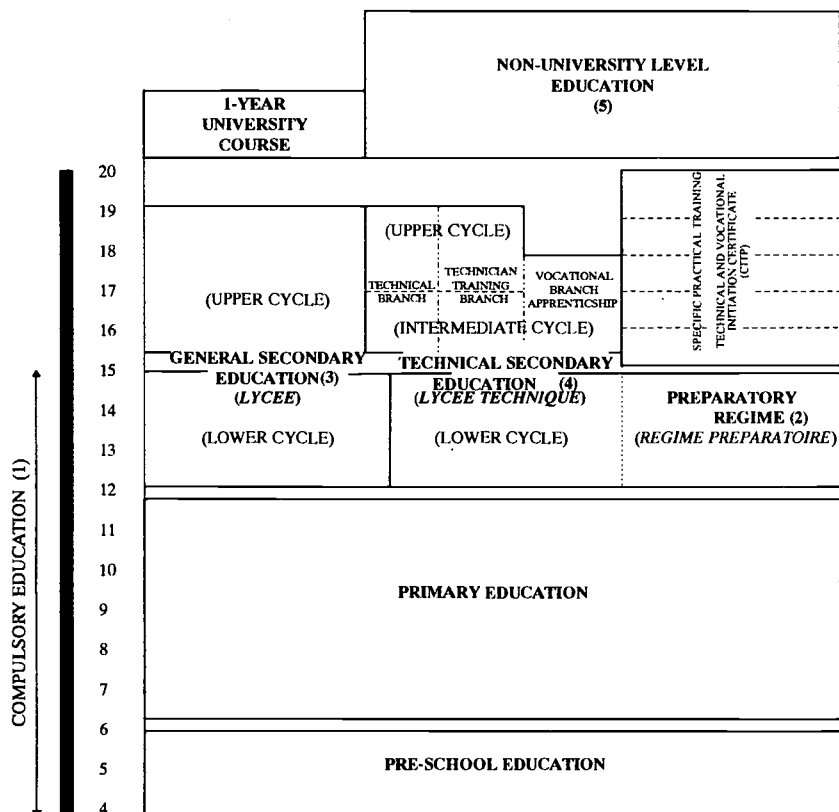 NON-UNIVERSITY LEVEL
EDUCATION
(5)
1-YEAR
UNIVERSITY
COURSE
20
19
18
17
16
15
14
13
12
11
10
9
8
7
6
5
4
COMPULSORY EDUCATION (1)
(UPPER CYCLE)
(UPPER CYCLE)
TECHNICAL
BRANCH
TECHNICIAN
TRAINING
BRANCH
VOCATIONAL
BRANCH
APPRENTICSHIP
(INTERMEDIATE CYCLE)
SPECIFIC PRACTICAL TRAINING
TECHNICAL AND VOCATIONAL
INITIATION CERTIFICATE
(CITP)
GENERAL SECONDARY
EDUCATION(3)
(LYCEE)
(LOWER CYCLE)
TECHNICAL SECONDARY
EDUCATION (4)
(LYCEE TECHNIQUE)
(LOWER CYCLE)
PREPARATORY
REGIME (2)
(REGIME PREPARATOIRE)
PRIMARY EDUCATION
PRE-SCHOOL EDUCATION